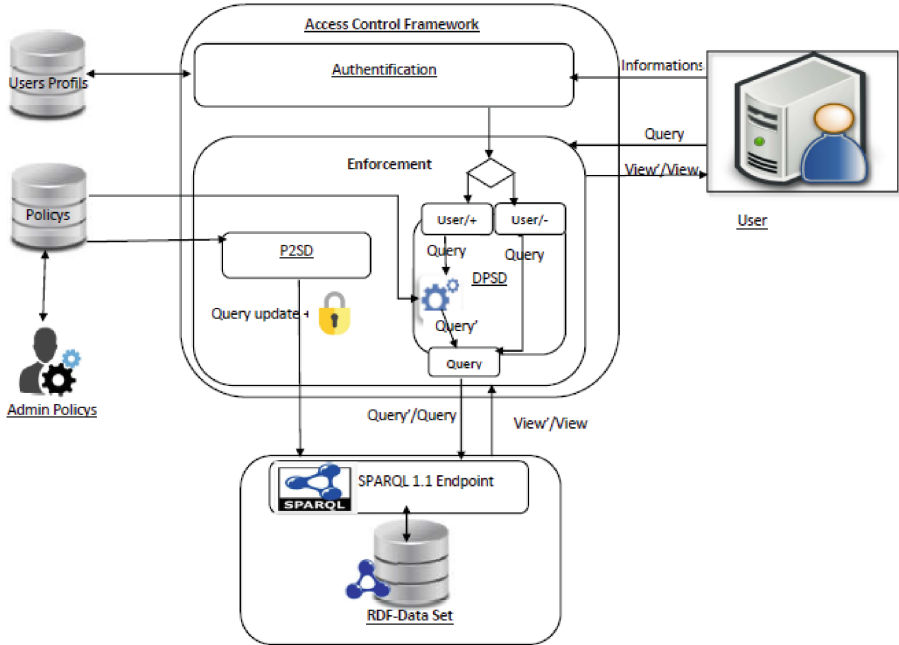 Access Control Framework
Authentification
Users Profils
Informations
Query
View'/View
User
Enforcement
Policys
User/+
User/-
Query
Query
P2SD
DPSD
Query update +
Query'
Query
Admin Policys
Query'/Query
View'/View
SPARQL 1.1 Endpoint
SPARQL
RDF-Data Set